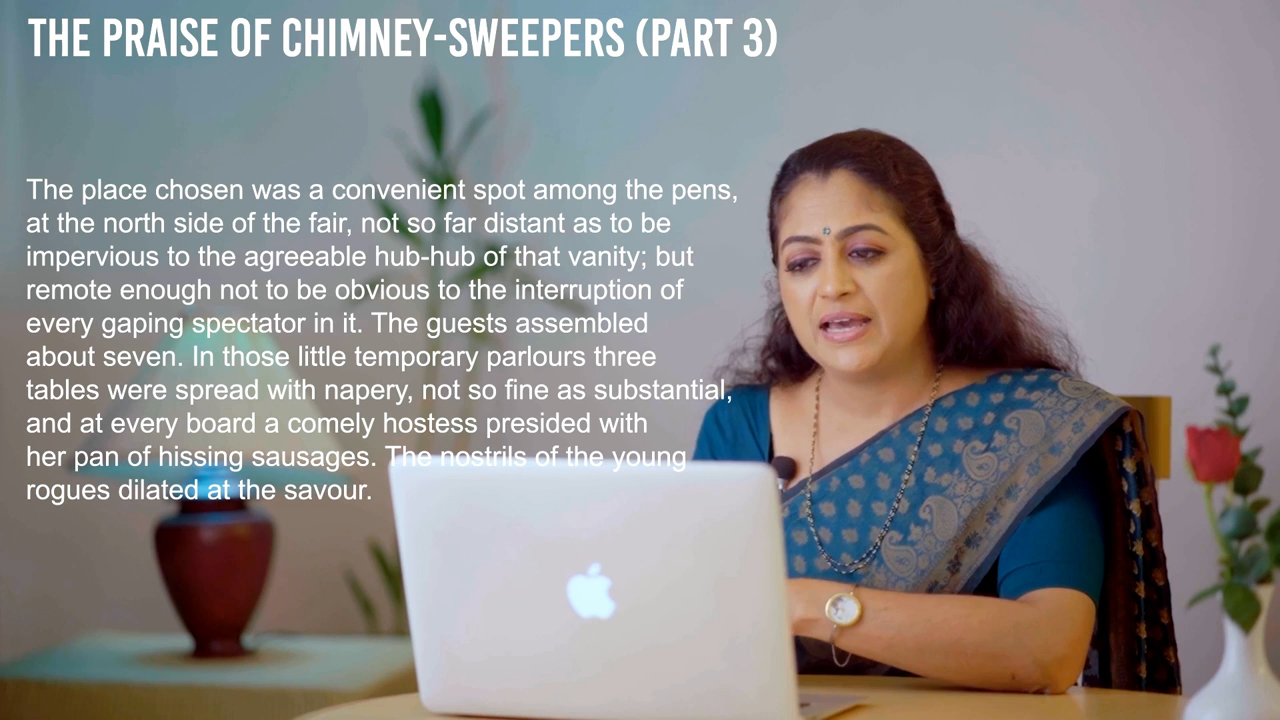 THE PRAISE OF CHIMNEY-SWEEPERS (PART 3)
The place chosen was a convenient spot among the pens,
at the north side of the fair, not so far distant as to be
impervious to the agreeable hub-hub of that vanity; but
remote enough not to be obvious to the interruption of
every gaping spectator in it. The guests assembled
about seven. In those little temporary parlours three
tables were spread with napery, not so fine as substantial,
and at every board a comely hostess presided with
her pan of hissing sausages. The nostrils of the young
rogues dilated at the savour.